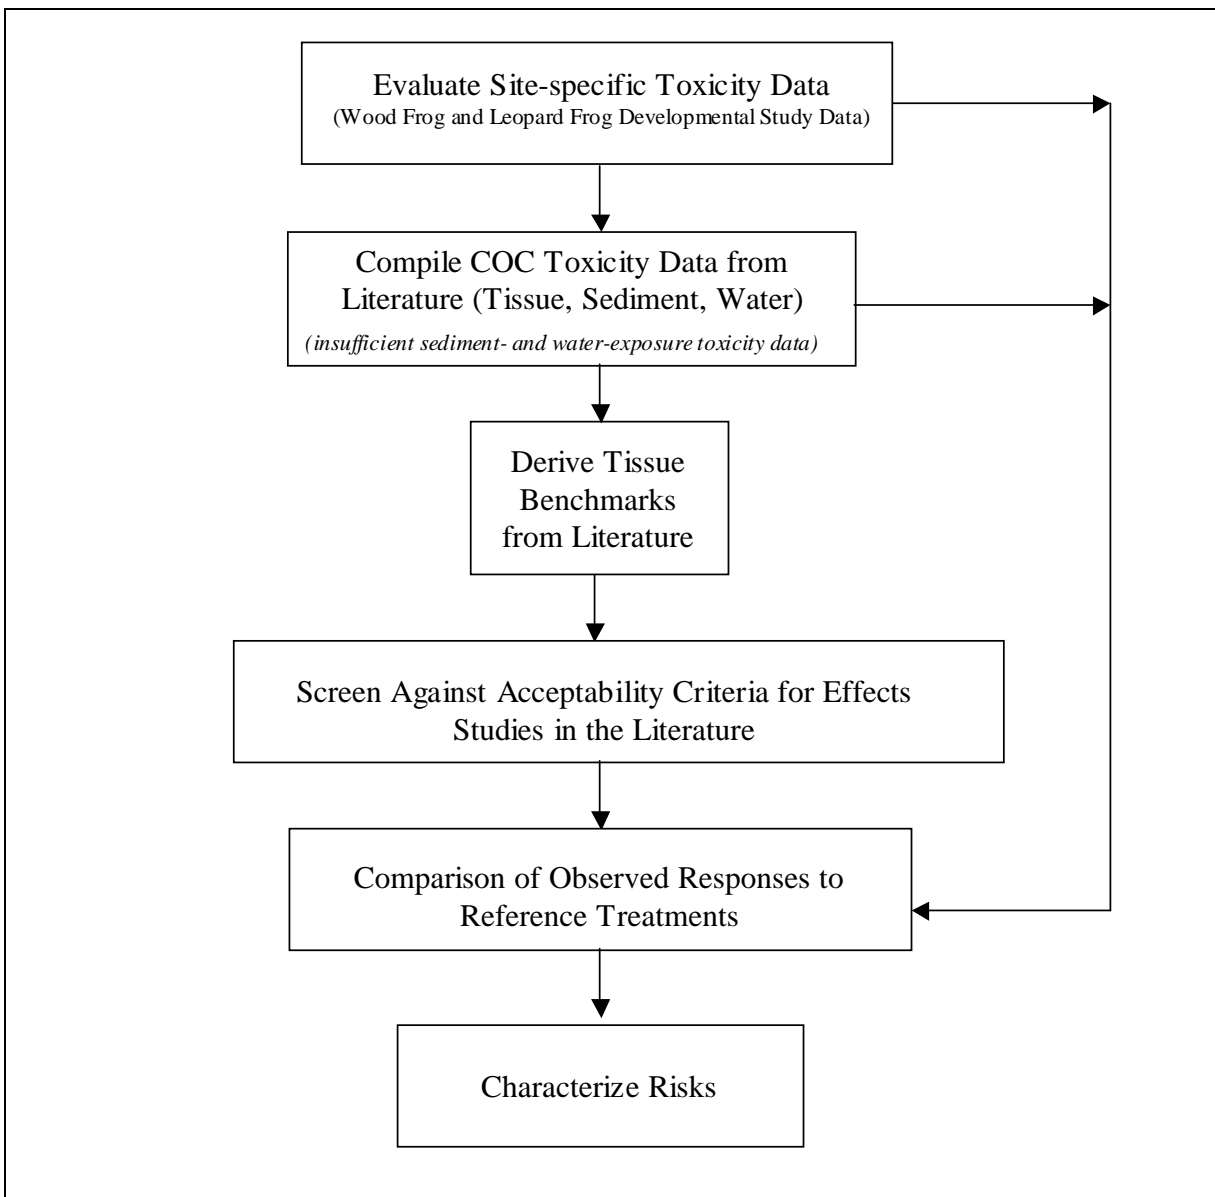 Evaluate Site-specific Toxicity Data
(Wood Frog and Leopard Frog Developmental Study Data)
Compile COC Toxicity Data from
Literature (Tissue, Sediment, Water)
(insufficient sediment- and water-exposure toxicity data)
Derive Tissue
Benchmarks
from Literature
Screen Against Acceptability Criteria for Effects
Studies in the Literature
Comparison of Observed Responses to
Reference Treatments
Characterize Risks